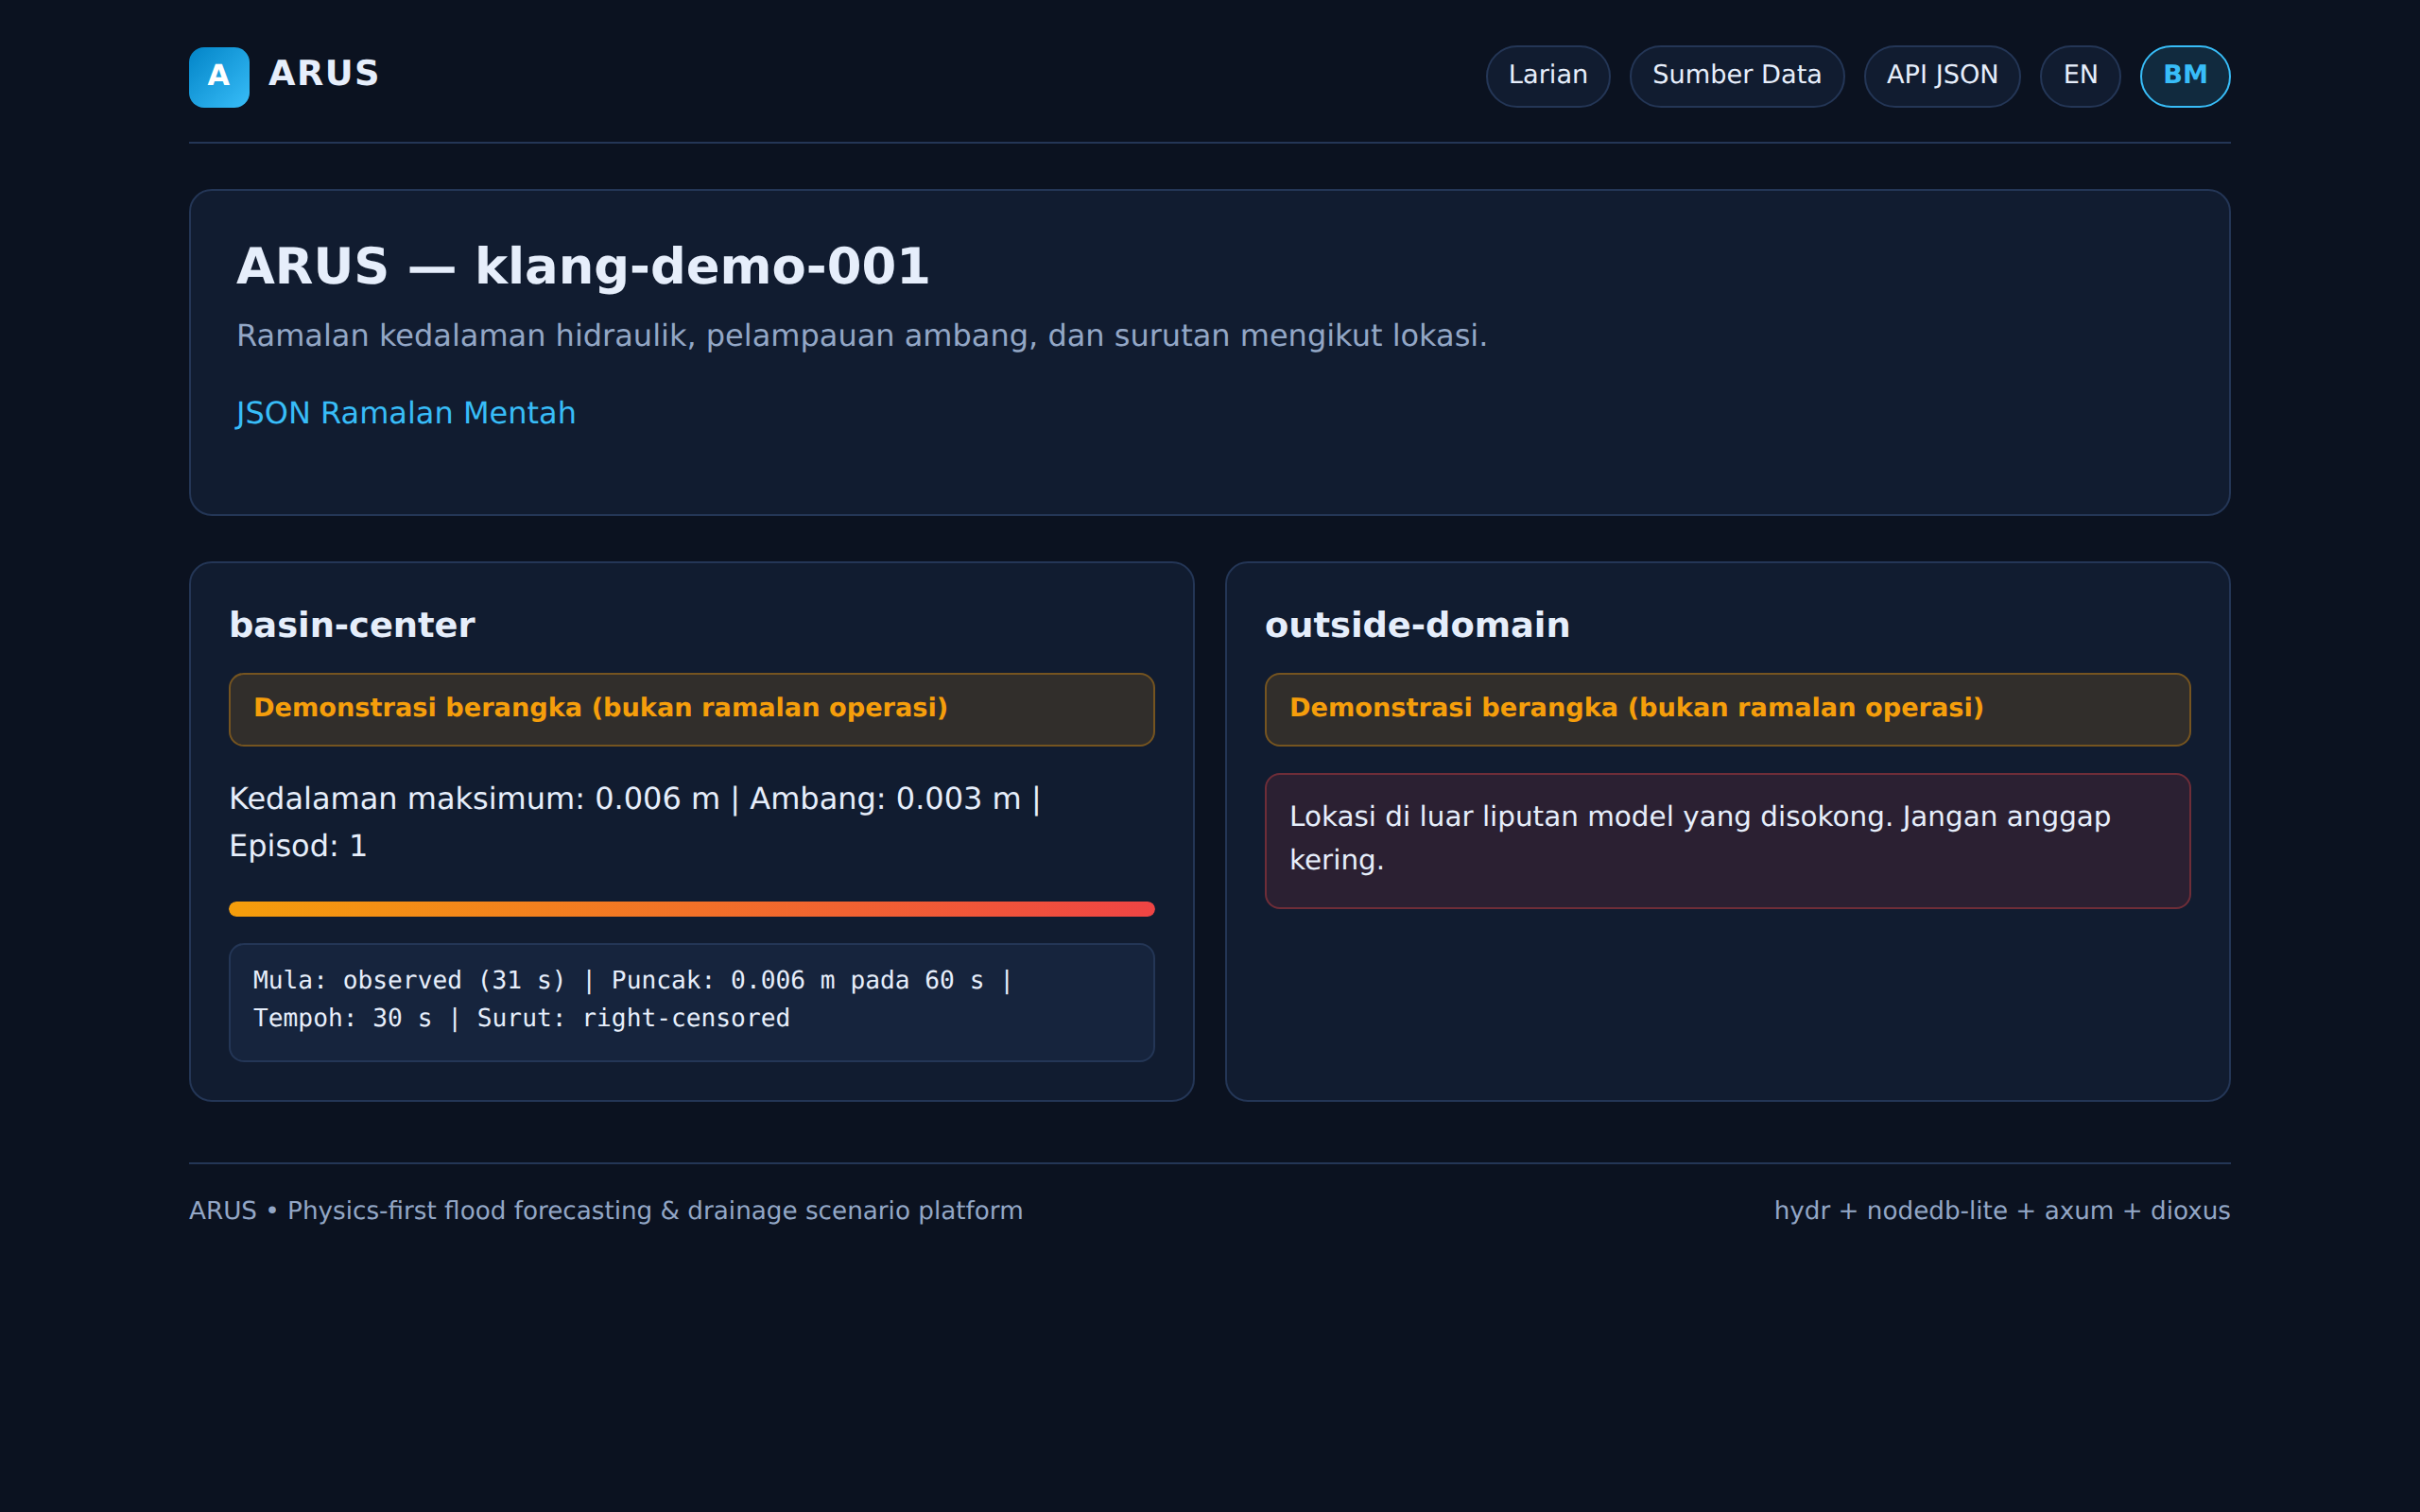 A ARUS
Larian
Sumber Data
API JSON
EN
BM
ARUS — klang-demo-001
Ramalan kedalaman hidraulik, pelampauan ambang, dan surutan mengikut lokasi.
JSON Ramalan Mentah
basin-center
Demonstrasi berangka (bukan ramalan operasi)
Kedalaman maksimum: 0.006 m | Ambang: 0.003 m |
Episod: 1
Mula: observed (31 s) | Puncak: 0.006 m pada 60 s |
Tempoh: 30 s | Surut: right-censored
outside-domain
Demonstrasi berangka (bukan ramalan operasi)
Lokasi di luar liputan model yang disokong. Jangan anggap
kering.
ARUS • Physics-first flood forecasting & drainage scenario platform
hydr + nodedb-lite + axum + dioxus